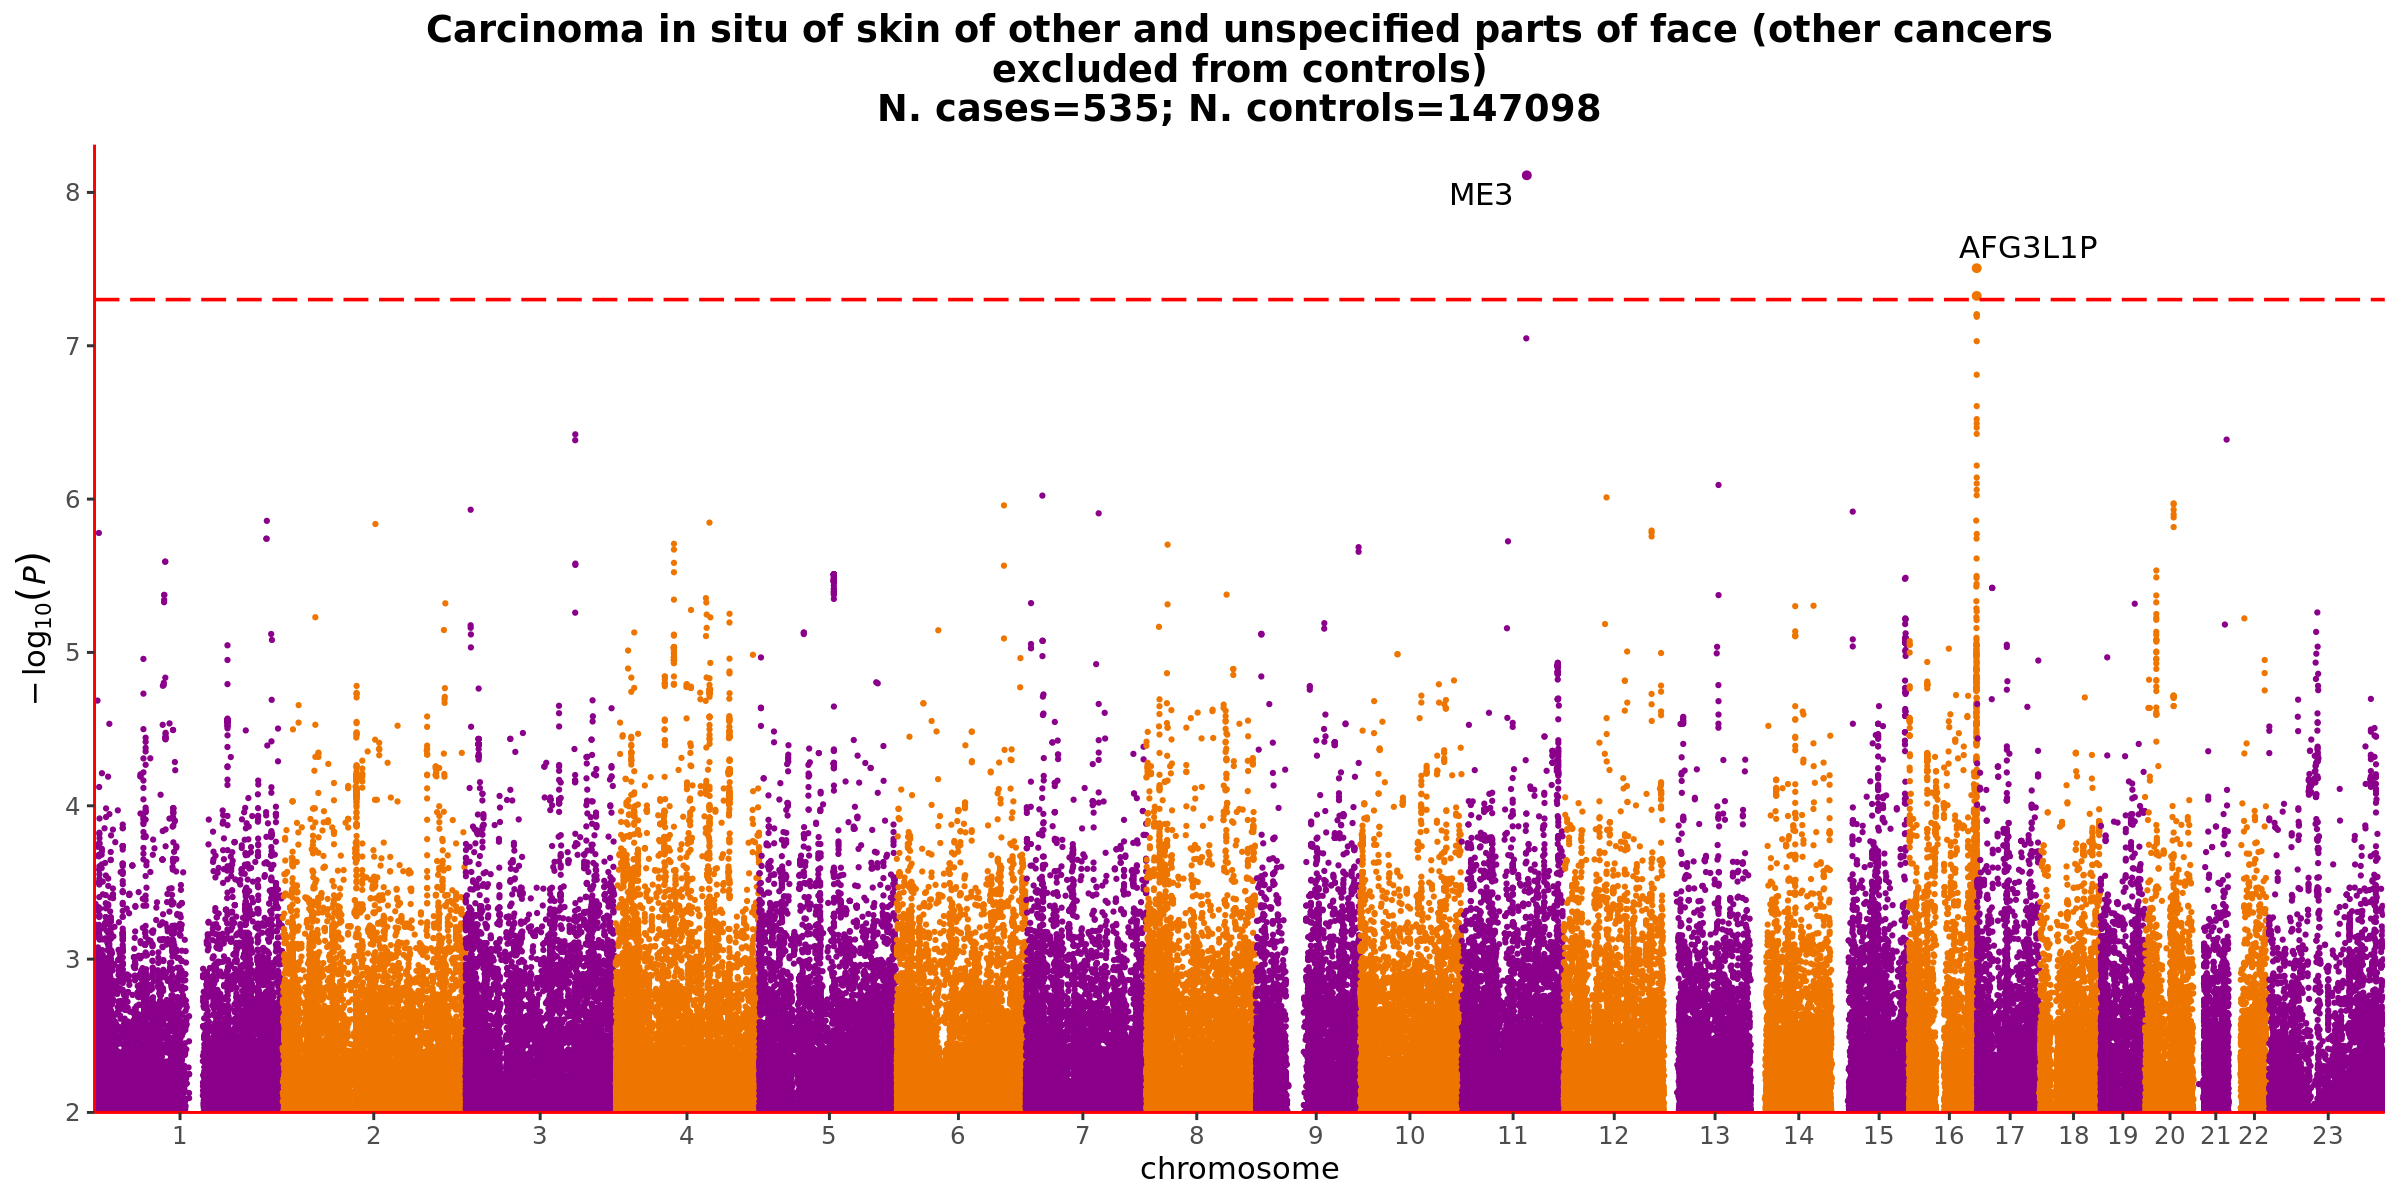 Carcinoma in situ of skin of other and unspecified parts of face (other cancers
excluded from controls)
N. cases=535; N. controls=147098
8
7
6
5
4
3
2
−log10(P)
ME3
AFG3L1P
1 2 3 4 5 6 7 8 9 10 11 12 13 14 15 16 17 18 19 20 21 22 23
chromosome